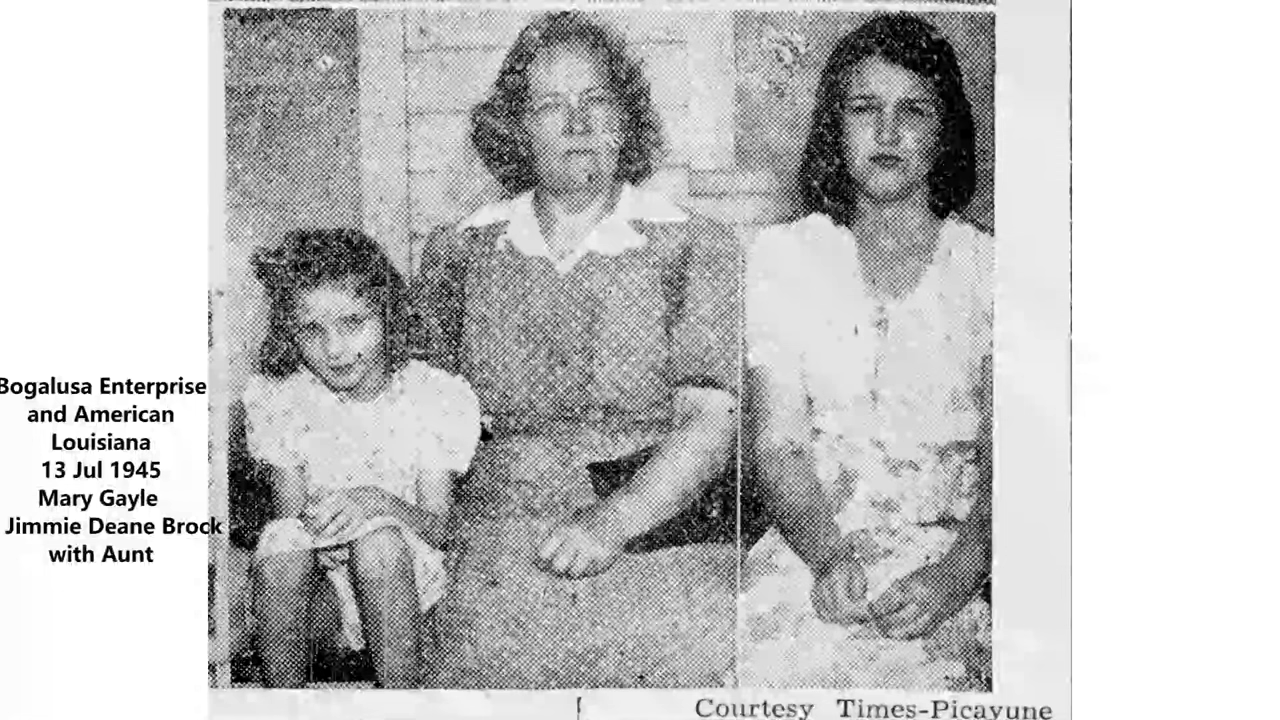 Bogalusa Enterprise
and American
Louisiana
13 Jul 1945
Mary Gayle
Jimmie Deane Brock
with Aunt
Courtesy Times-Picayune